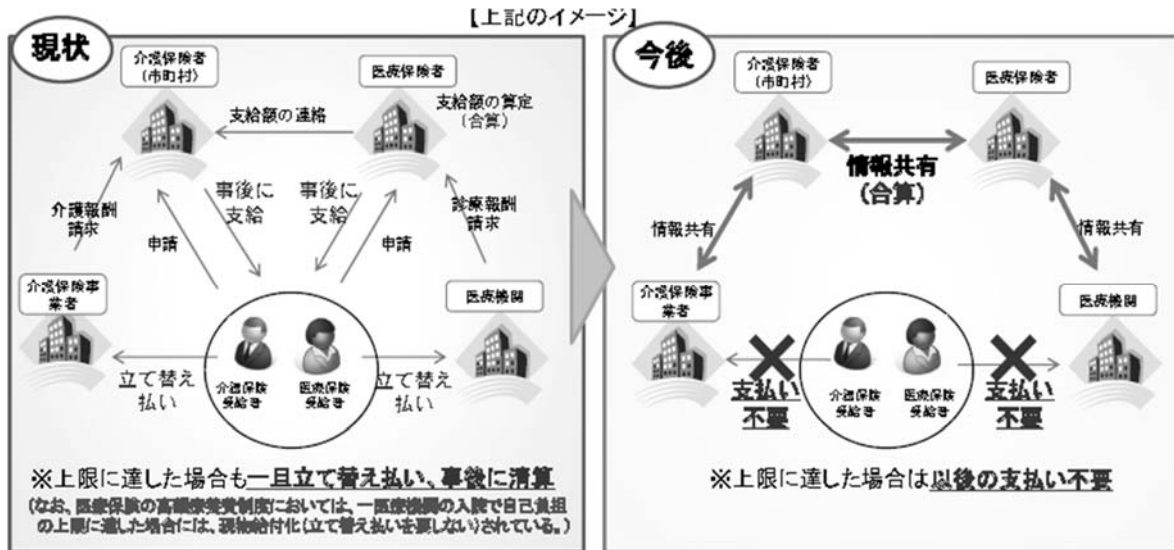 【上記のイメージ】
現状
介護保険者
(市町村)
医療保険者
支給額の連絡
支給額の算定
(合算)
介護報酬
請求
申請
事後に
支給
事後に
支給
申請
診療報酬
請求
介護保険事
業者
医療機関
立て替え
払い
介護保険
受給者
医療保険
受給者
立て替え
払い
※上限に達した場合も一旦立て替え払い、事後に清算
(なお、医療保険の高額療養費制度においては、一医療機関の入院で自己負担
の上限に達した場合には、現物給付化(立て替え払いを要しない)されている。)
今後
介護保険者
(市町村)
医療保険者
情報共有
(合算)
情報共有
情報共有
介護保険事
業者
医療機関
支払い
不要
介護保険
受給者
医療保険
受給者
支払い
不要
※上限に達した場合は以後の支払い不要